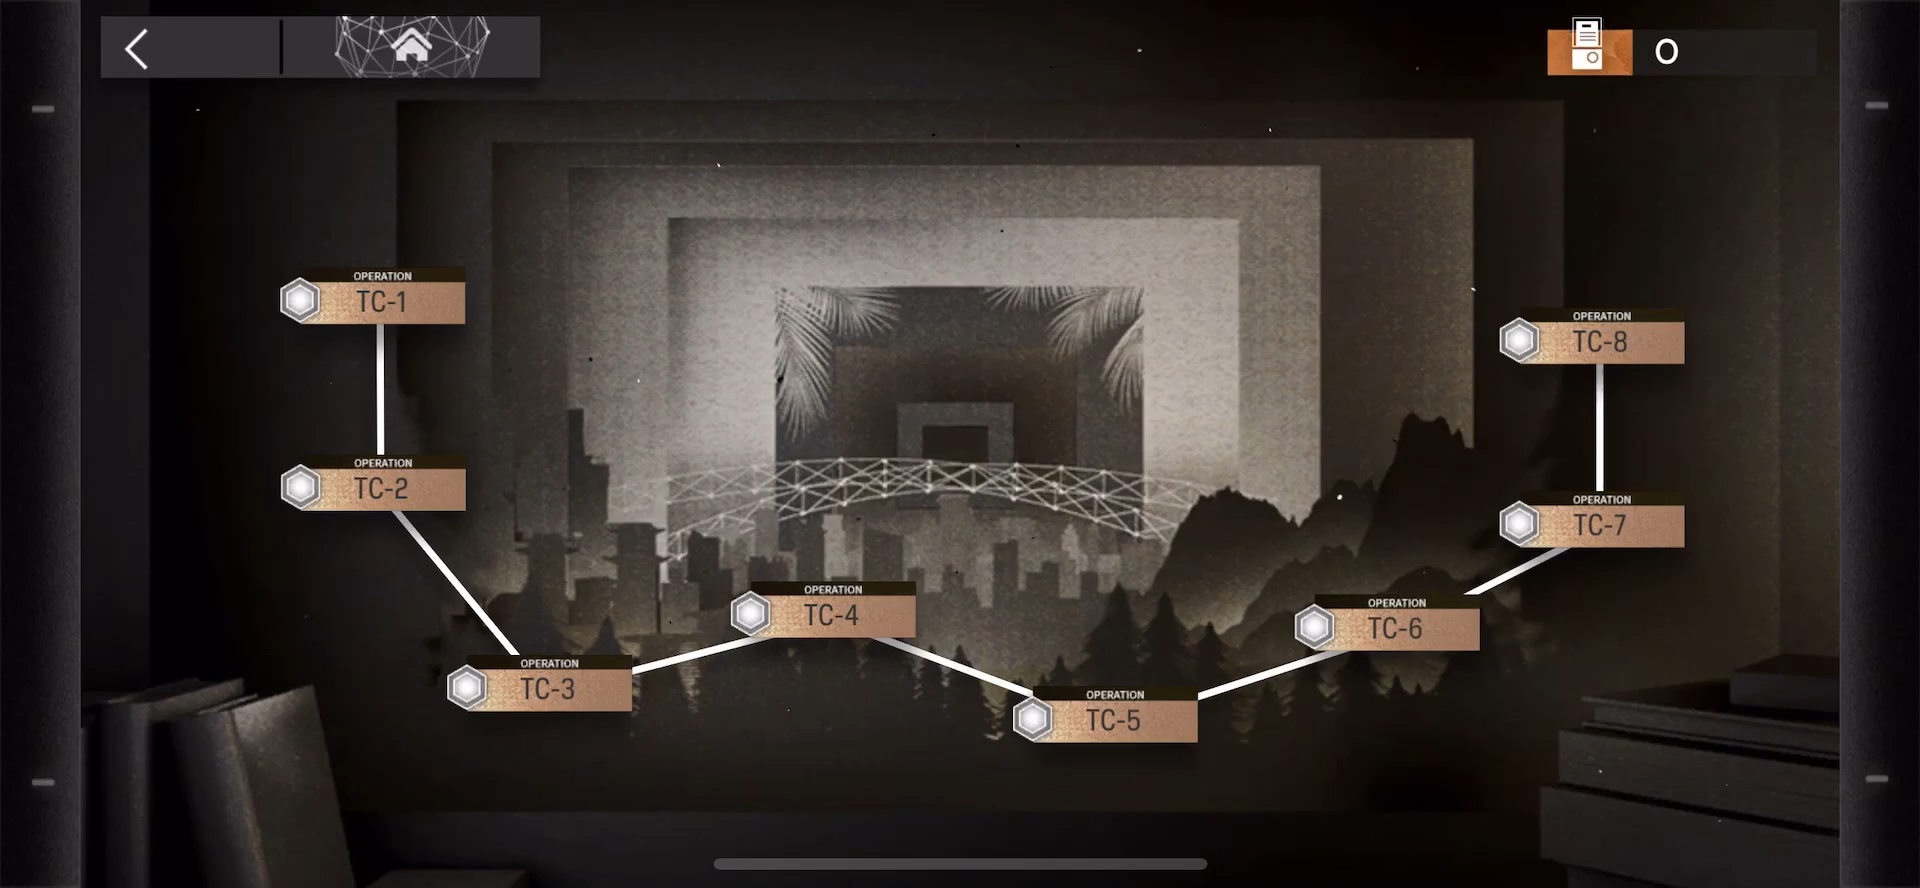 0
OPERATION
TC-1
OPERATION
TC-2
OPERATION
TC-3
OPERATION
TC-4
OPERATION
TC-5
OPERATION
TC-6
OPERATION
TC-7
OPERATION
TC-8